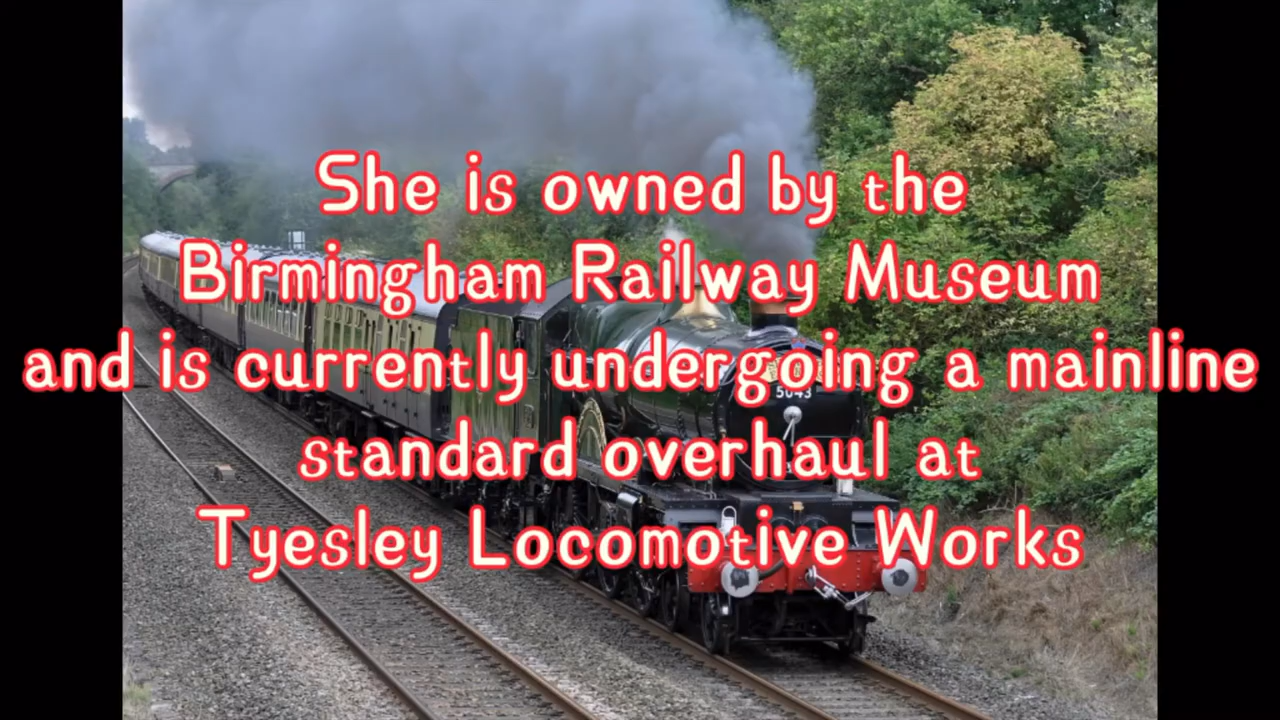 She is owned by the
Birmingham Railway Museum
and is currently undergoing a mainline
standard overhaul at
Tyesley Locomotive Works
5043